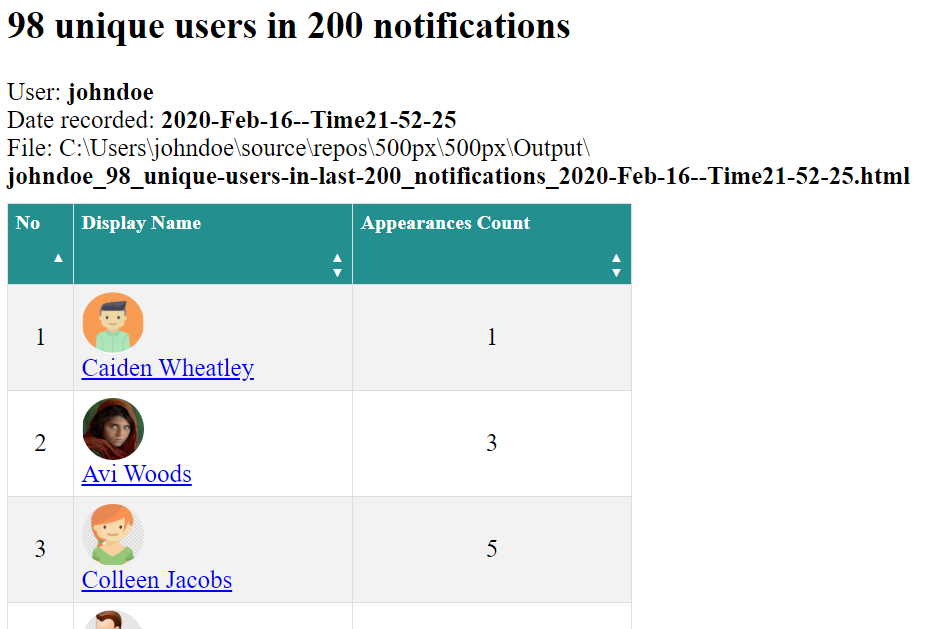 98 unique users in 200 notifications
User: johndoe
Date recorded: 2020-Feb-16--Time21-52-25
File: C:\Users\johndoe\source\repos\500px\500px\Output\
johndoe_98_unique-users-in-last-200_notifications_2020-Feb-16--Time21-52-25.html
No Display Name Appearances Count
1 Caiden Wheatley 1
2 Avi Woods 3
3 Colleen Jacobs 5